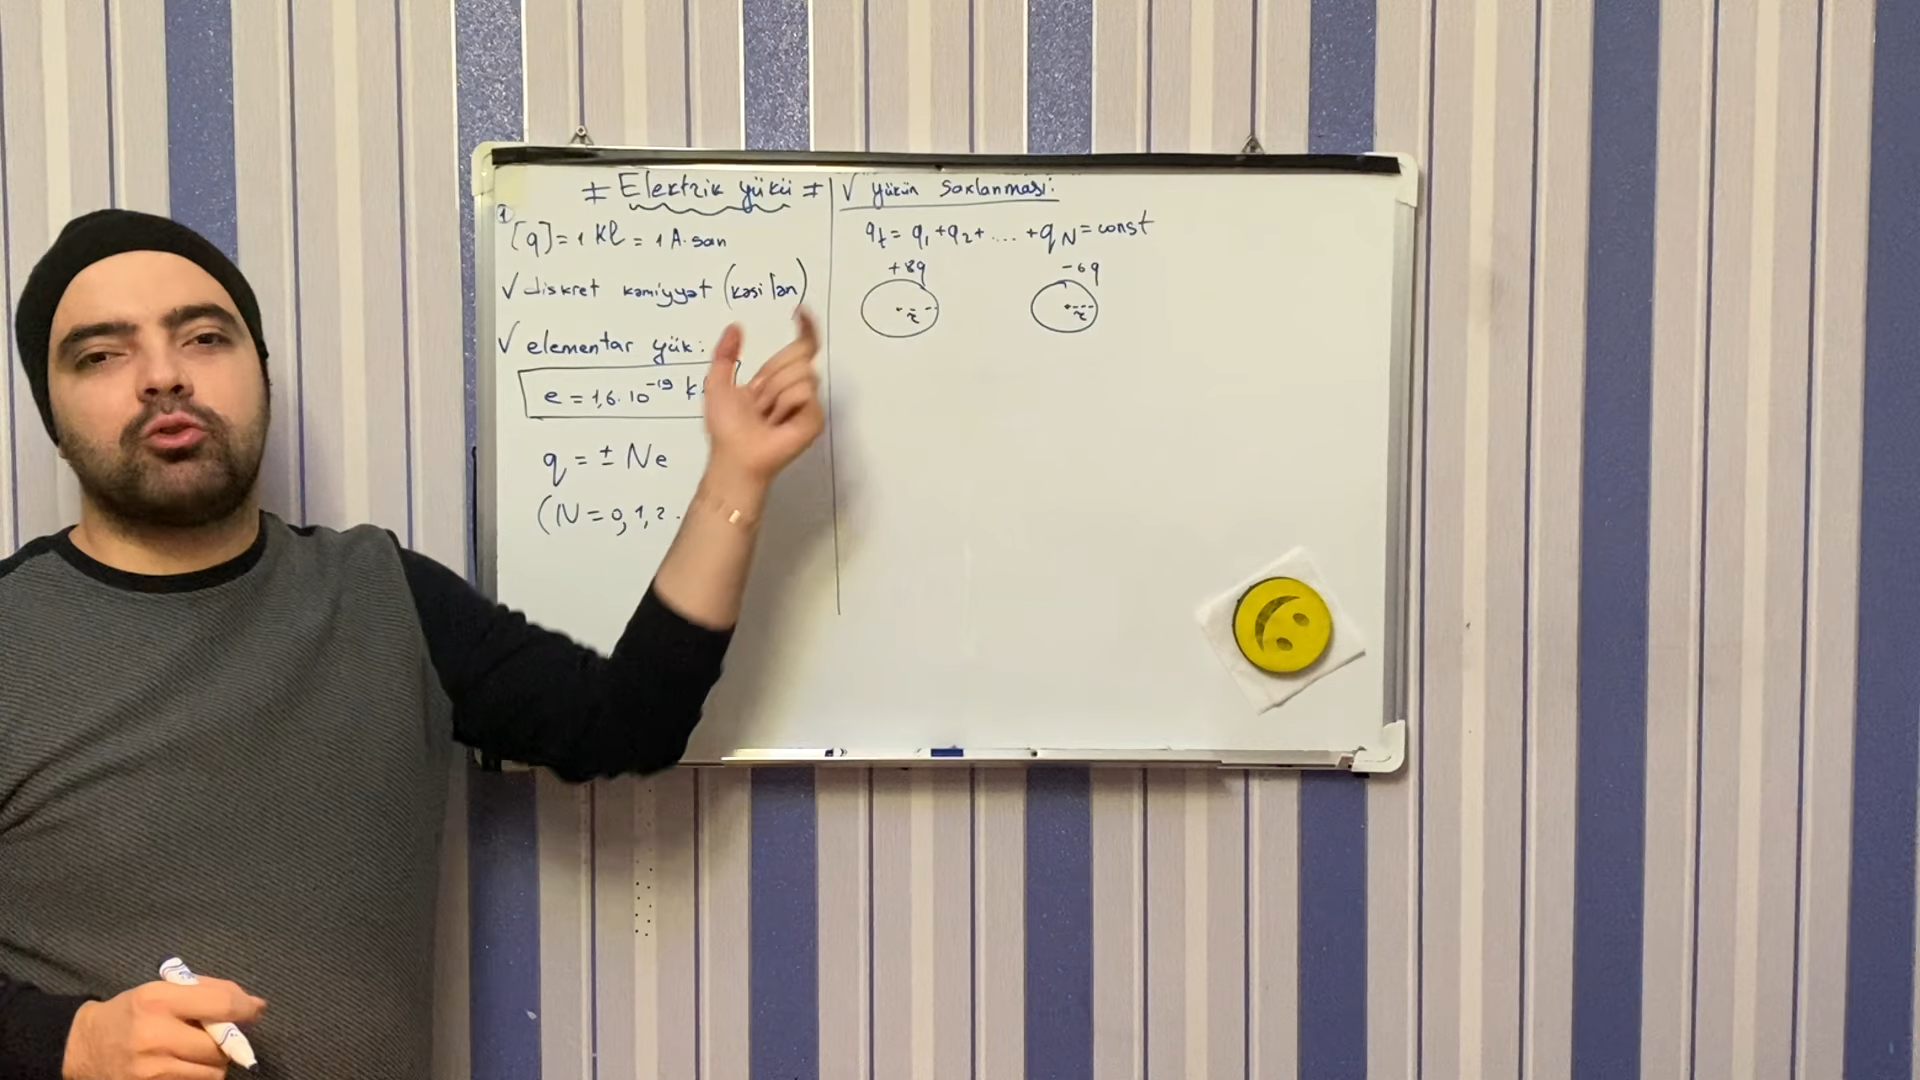 ≠ Elektrik yükü ≠
1
[q] = 1 Kl = 1 A·san
√ diskret kəmiyyət (kəsilən)
√ elementar yük:
e = 1,6·10⁻¹⁹ k
q = ± Ne
(N = 0, 1, 2 .
√ yükün saxlanması:
qt = q1 + q2 + .... + qN = const
+8q
-6q
r
r